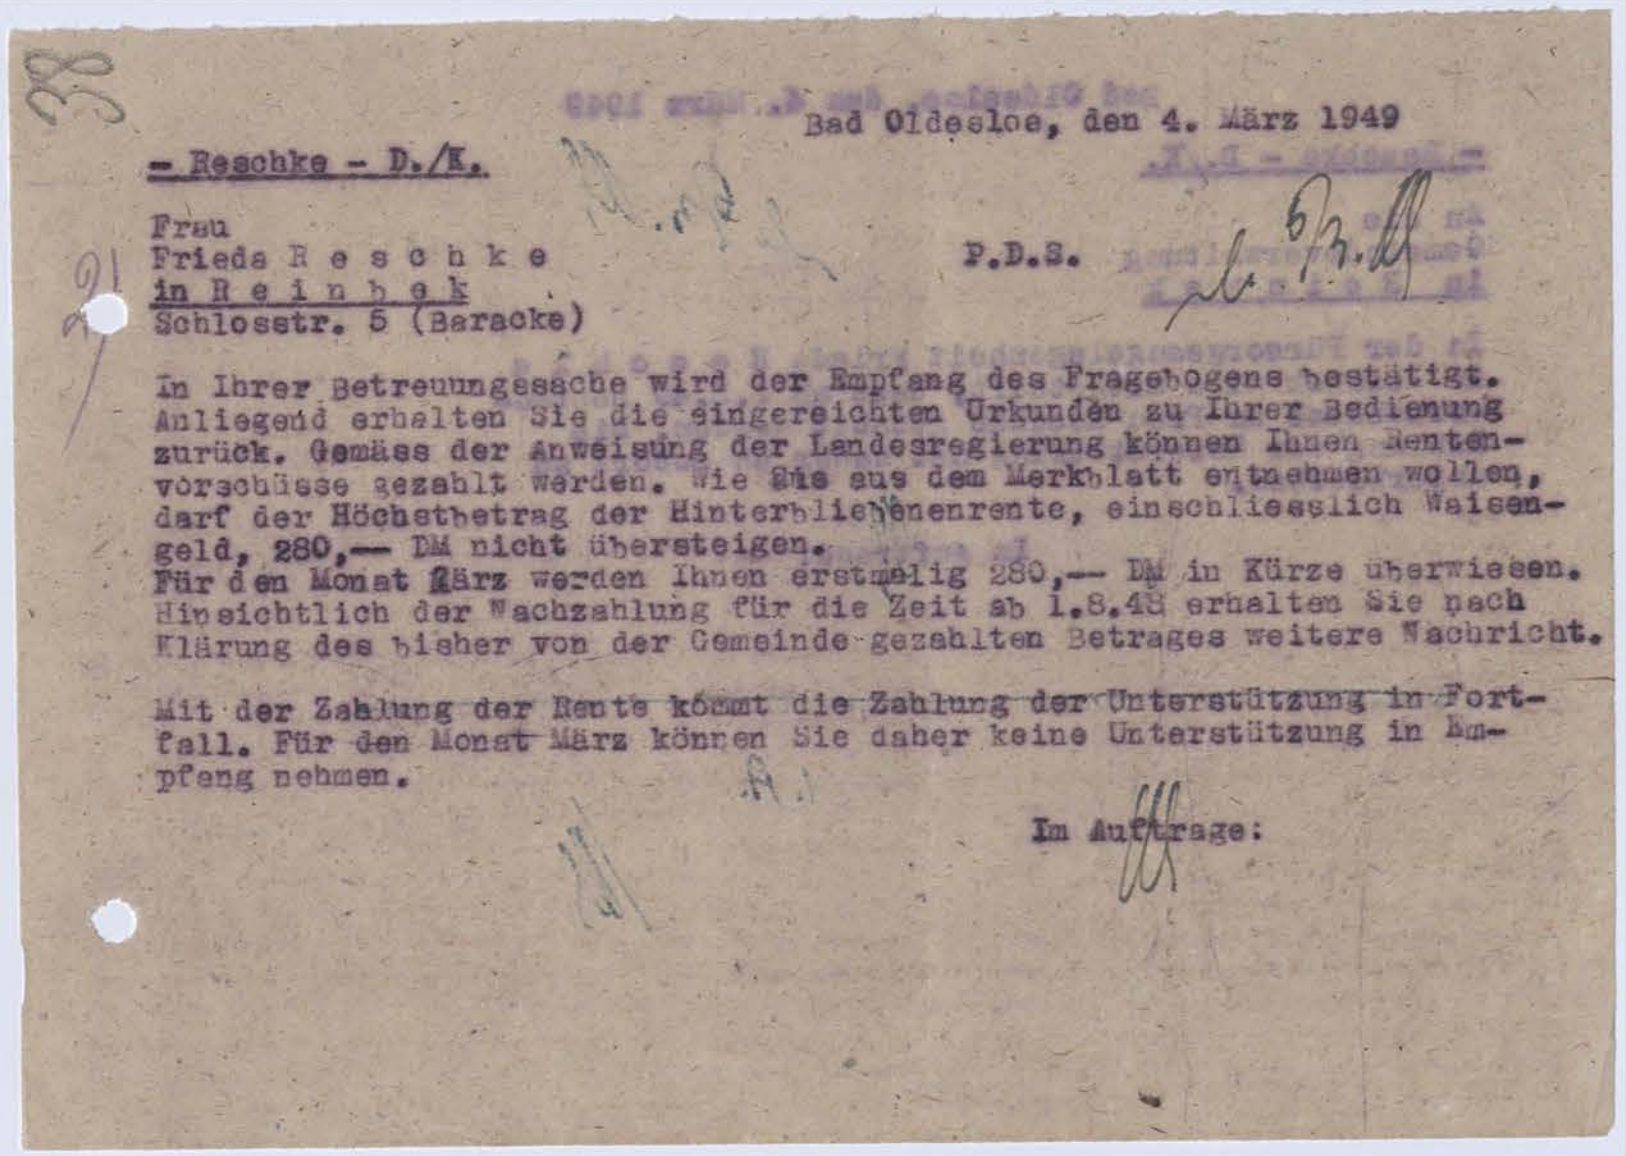 38
Bad Oldesloe, den 4. März 1949
- Reschke - D./K.
Frau
Frieda R e s c h k e
P.D.S.
in R e i n b e k
Schlosstr. 5 (Baracke)
In Ihrer Betreuungssache wird der Empfang des Fragebogens bestätigt.
Anliegend erhalten Sie die eingereichten Urkunden zu Ihrer Bedienung
zurück. Gemäss der Anweisung der Landesregierung können Ihnen Renten-
vorschüsse gezahlt werden. Wie Sie aus dem Merkblatt entnehmen wollen,
darf der Höchstbetrag der Hinterbliebenenrente, einschliesslich Waisen-
geld, 280,-- DM nicht übersteigen.
Für den Monat März werden Ihnen erstmalig 280,-- DM in Kürze überwiesen.
Hinsichtlich der Nachzahlung für die Zeit ab 1.8.48 erhalten Sie nach
Klärung des bisher von der Gemeinde gezahlten Betrages weitere Nachricht.
Mit der Zahlung der Rente kommt die Zahlung der Unterstützung in Fort-
fall. Für den Monat März können Sie daher keine Unterstützung in Em-
pfang nehmen.
Im Auftrage: